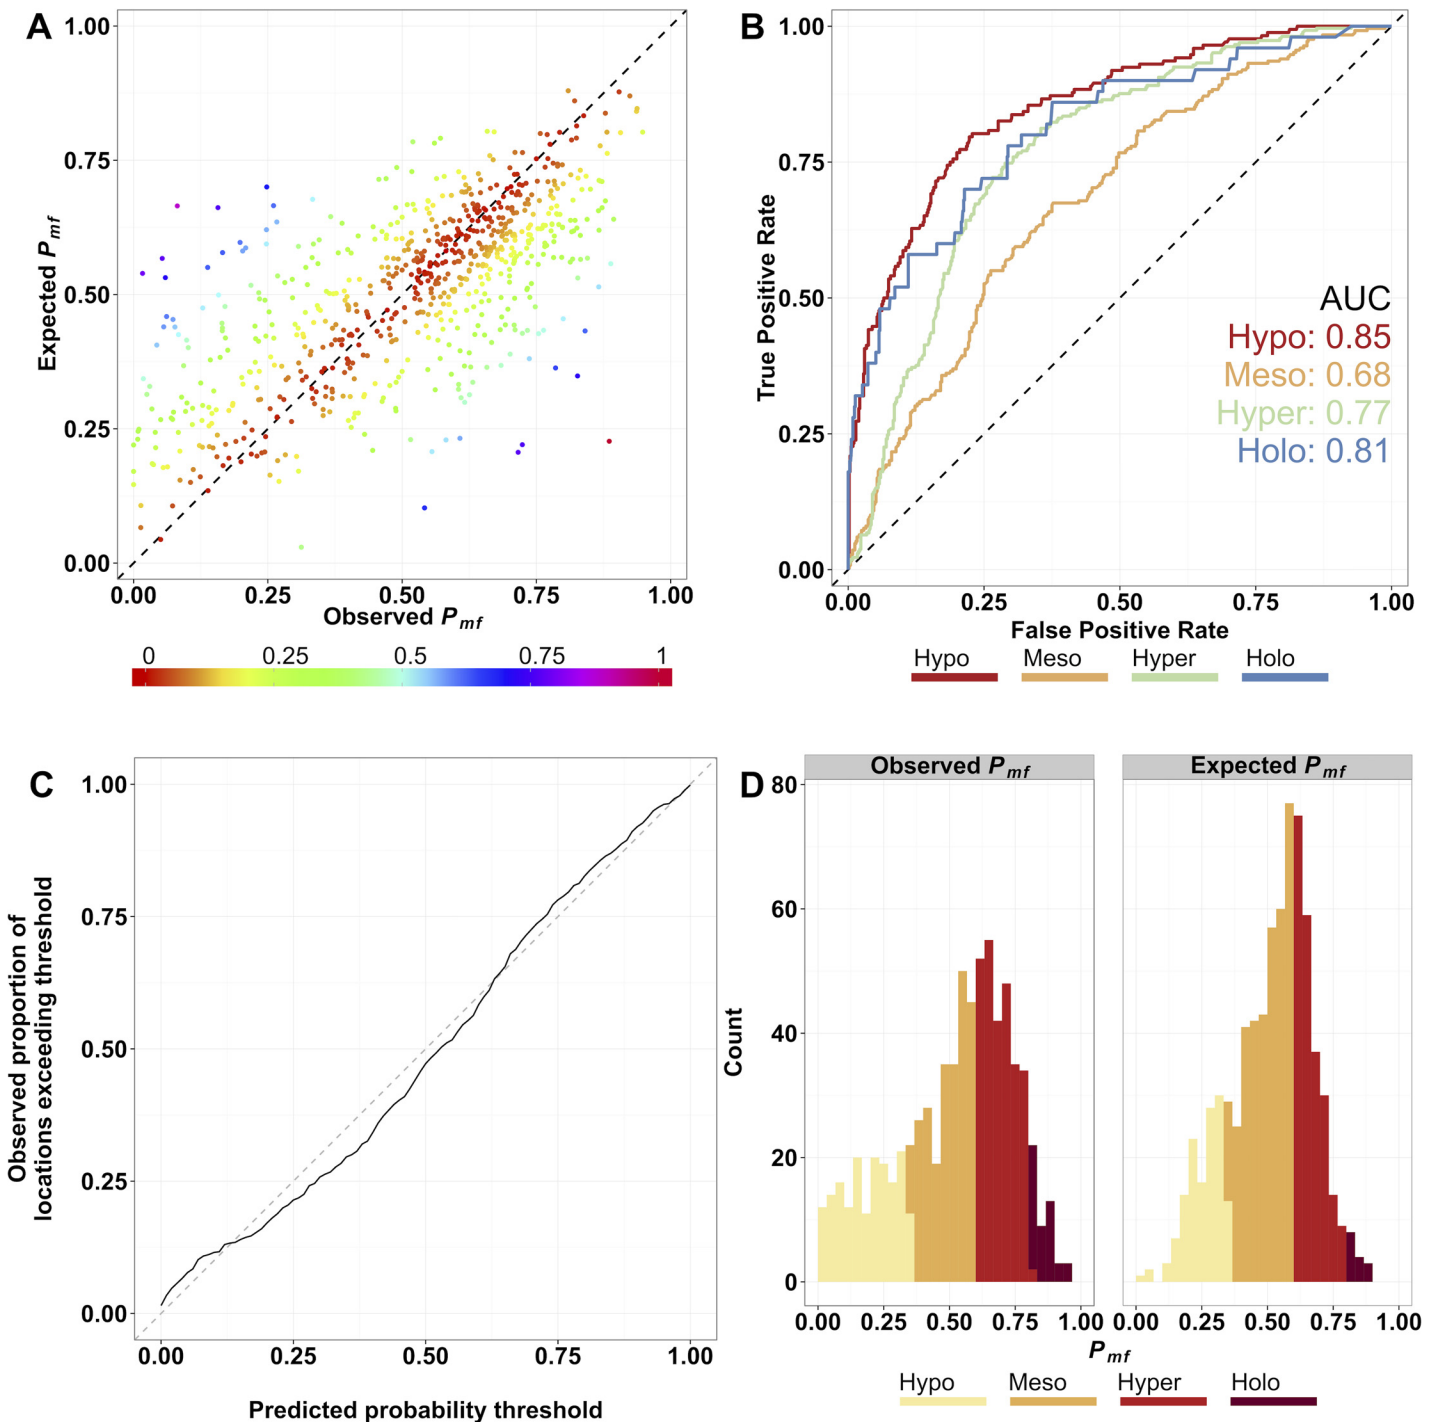 A
1.00
0.75
0.50
0.25
0.00
Expected Pmf
0.00 0.25 0.50 0.75 1.00
Observed Pmf
0 0.25 0.5 0.75 1
B
1.00
0.75
0.50
0.25
0.00
True Positive Rate
AUC
Hypo: 0.85
Meso: 0.68
Hyper: 0.77
Holo: 0.81
0.00 0.25 0.50 0.75 1.00
False Positive Rate
Hypo Meso Hyper Holo
C
1.00
0.75
0.50
0.25
0.00
Observed proportion of
locations exceeding threshold
0.00 0.25 0.50 0.75 1.00
Predicted probability threshold
D
Observed Pmf
Expected Pmf
80
60
40
20
0
Count
0.00 0.25 0.50 0.75 1.00
0.00 0.25 0.50 0.75 1.00
Pmf
Hypo Meso Hyper Holo